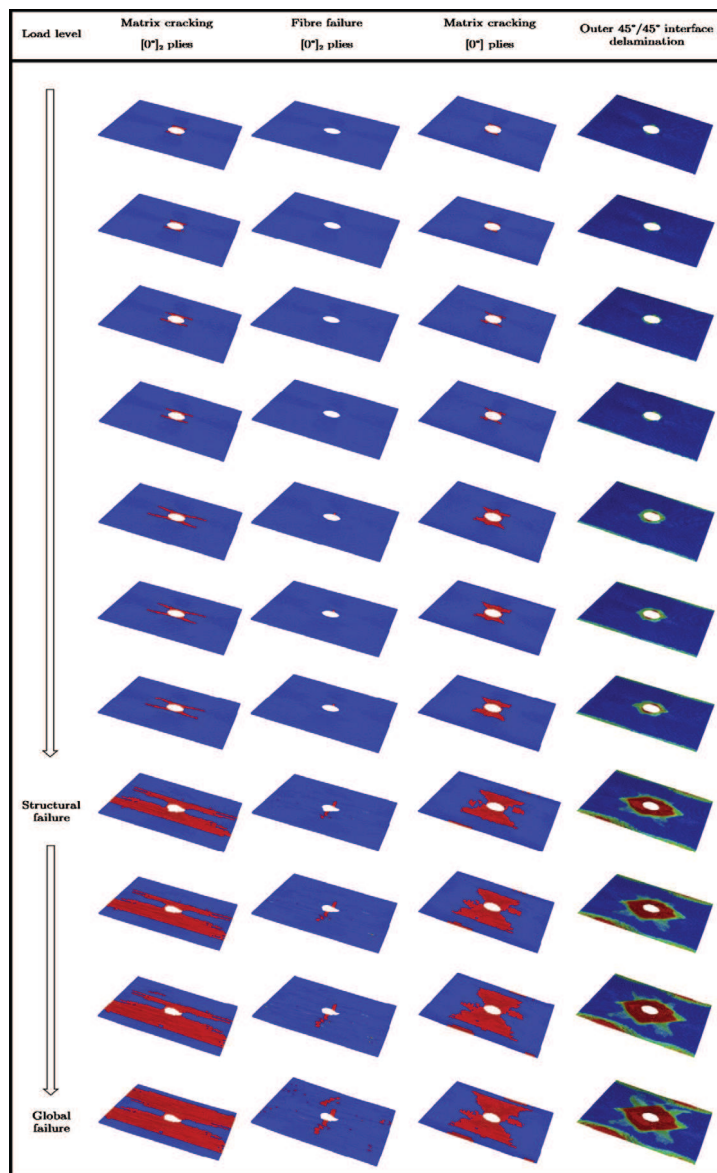 Load level
Matrix cracking
[0°]₂ plies
Fibre failure
[0°]₂ plies
Matrix cracking
[0°] plies
Outer 45°/45° interface
delamination
Structural
failure
Global
failure